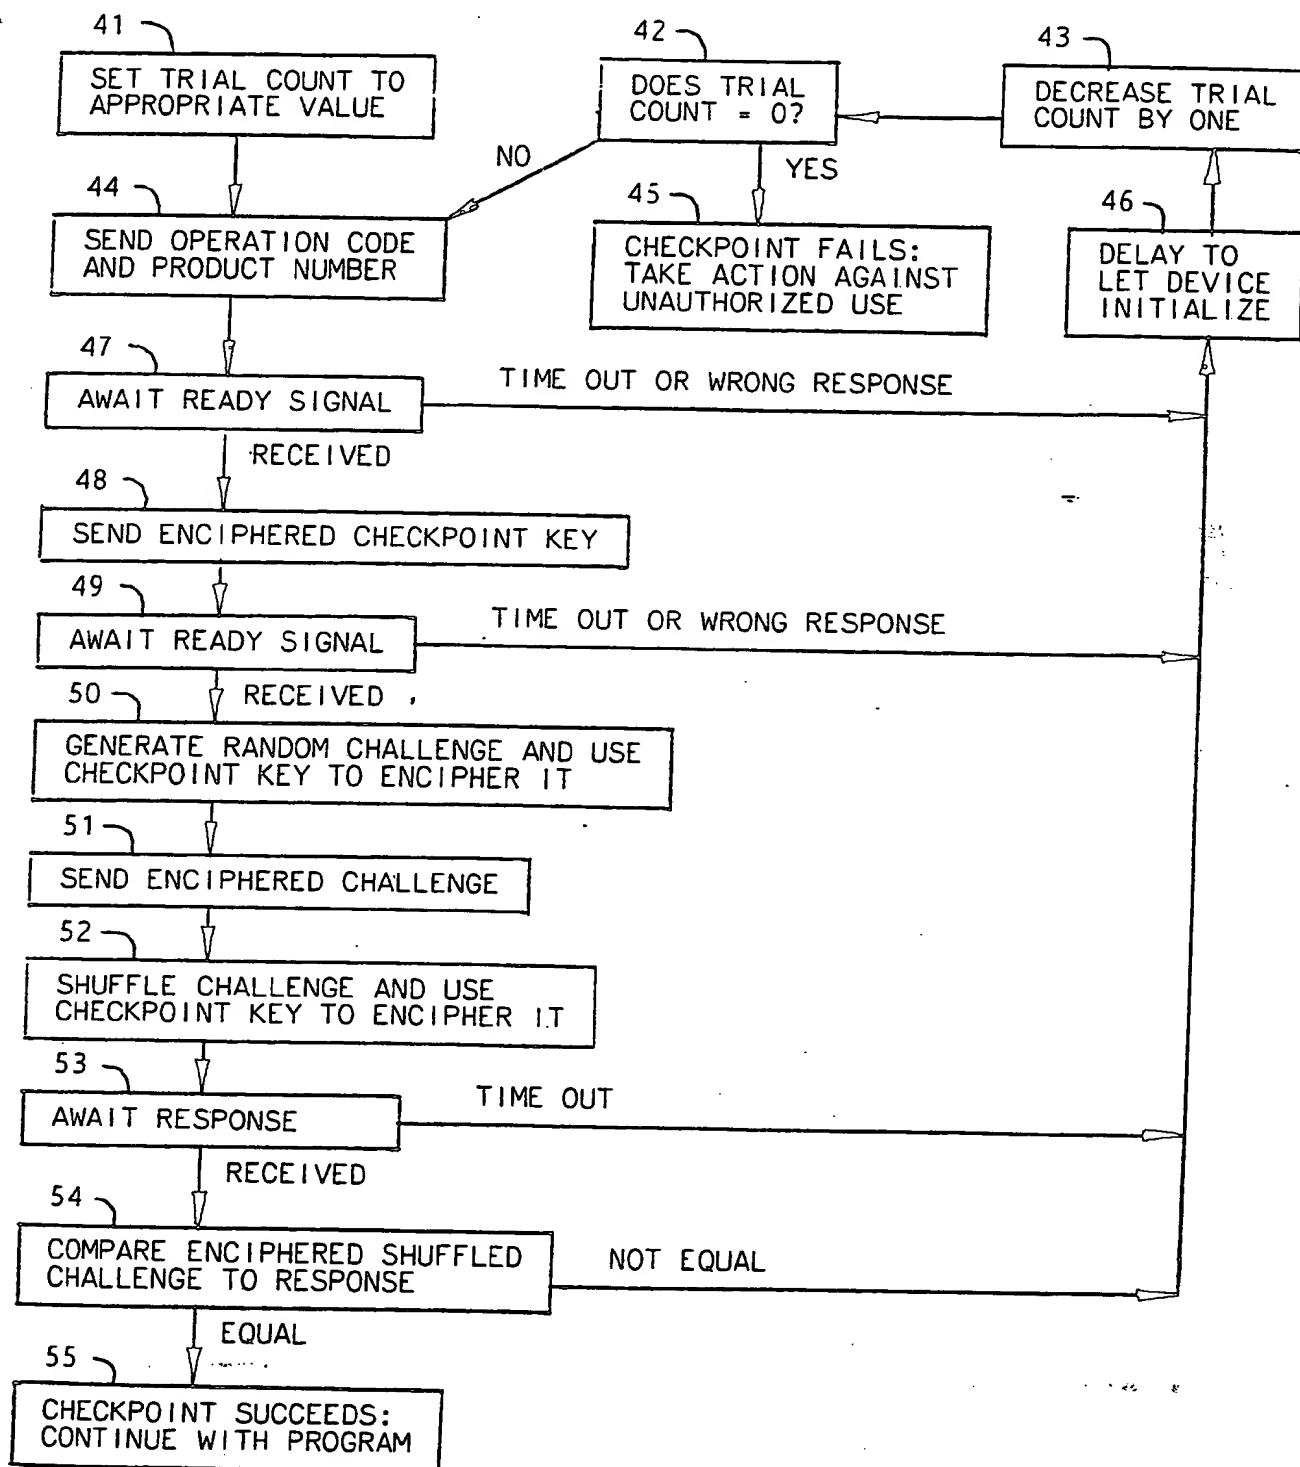 41
SET TRIAL COUNT TO
APPROPRIATE VALUE
42
DOES TRIAL
COUNT = 0?
43
DECREASE TRIAL
COUNT BY ONE
NO
YES
44
SEND OPERATION CODE
AND PRODUCT NUMBER
45
CHECKPOINT FAILS:
TAKE ACTION AGAINST
UNAUTHORIZED USE
46
DELAY TO
LET DEVICE
INITIALIZE
47
AWAIT READY SIGNAL
TIME OUT OR WRONG RESPONSE
RECEIVED
48
SEND ENCIPHERED CHECKPOINT KEY
49
AWAIT READY SIGNAL
TIME OUT OR WRONG RESPONSE
RECEIVED
50
GENERATE RANDOM CHALLENGE AND USE
CHECKPOINT KEY TO ENCIPHER IT
51
SEND ENCIPHERED CHALLENGE
52
SHUFFLE CHALLENGE AND USE
CHECKPOINT KEY TO ENCIPHER IT
53
AWAIT RESPONSE
TIME OUT
RECEIVED
54
COMPARE ENCIPHERED SHUFFLED
CHALLENGE TO RESPONSE
NOT EQUAL
EQUAL
55
CHECKPOINT SUCCEEDS:
CONTINUE WITH PROGRAM